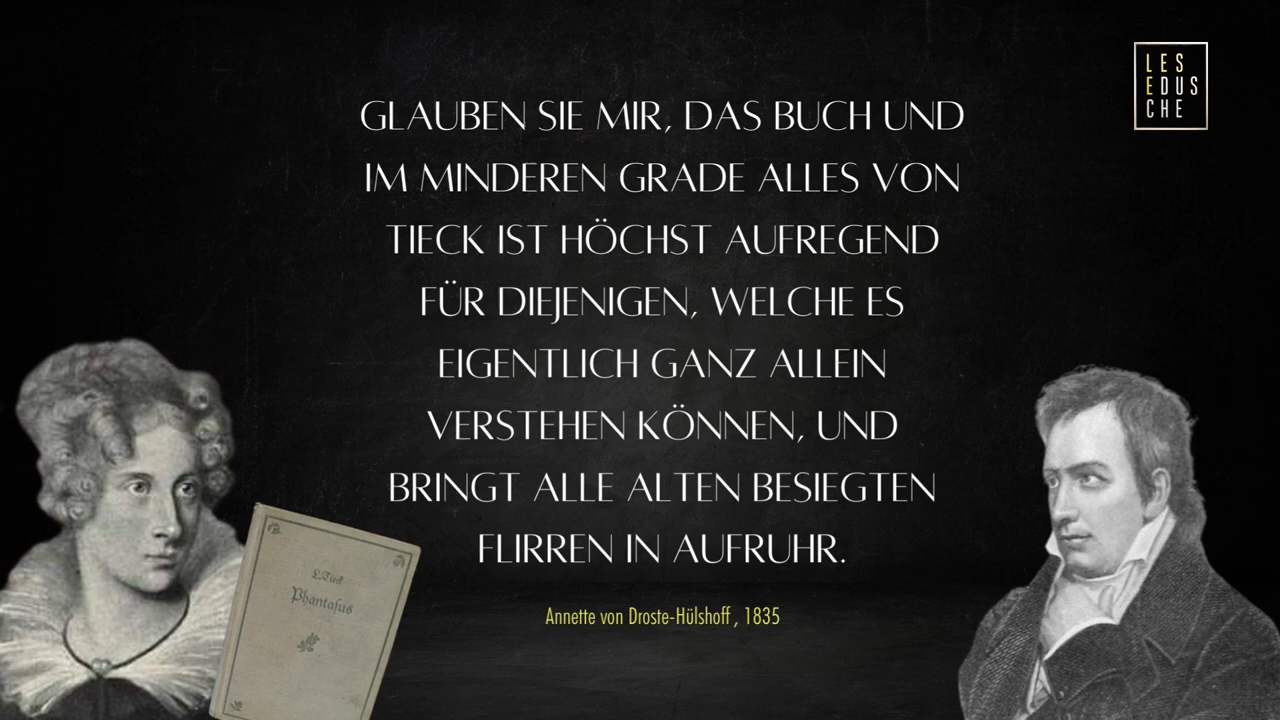 LES
EDUS
CHE
GLAUBEN SIE MIR, DAS BUCH UND
IM MINDEREN GRADE ALLES VON
TIECK IST HÖCHST AUFREGEND
FÜR DIEJENIGEN, WELCHE ES
EIGENTLICH GANZ ALLEIN
VERSTEHEN KÖNNEN, UND
BRINGT ALLE ALTEN BESIEGTEN
FLIRREN IN AUFRUHR.
Annette von Droste-Hülshoff , 1835
L. Tieck
Phantasus